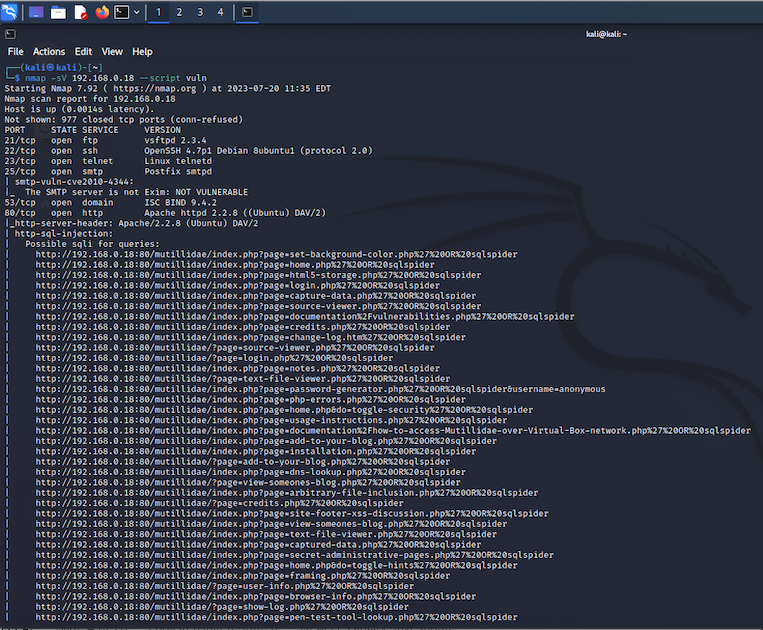 1 2 3 4
kali@kali: ~
File Actions Edit View Help
(kali㉿kali)-[~]
$ nmap -sV 192.168.0.18 --script vuln
Starting Nmap 7.92 ( https://nmap.org ) at 2023-07-20 11:35 EDT
Nmap scan report for 192.168.0.18
Host is up (0.0014s latency).
Not shown: 977 closed tcp ports (conn-refused)
PORT STATE SERVICE VERSION
21/tcp open ftp vsftpd 2.3.4
22/tcp open ssh OpenSSH 4.7p1 Debian 8ubuntu1 (protocol 2.0)
23/tcp open telnet Linux telnetd
25/tcp open smtp Postfix smtpd
| smtp-vuln-cve2010-4344:
|_ The SMTP server is not Exim: NOT VULNERABLE
53/tcp open domain ISC BIND 9.4.2
80/tcp open http Apache httpd 2.2.8 ((Ubuntu) DAV/2)
|_http-server-header: Apache/2.2.8 (Ubuntu) DAV/2
| http-sql-injection:
| Possible sqli for queries:
| http://192.168.0.18:80/mutillidae/index.php?page=set-background-color.php%27%20OR%20sqlspider
| http://192.168.0.18:80/mutillidae/index.php?page=home.php%27%20OR%20sqlspider
| http://192.168.0.18:80/mutillidae/index.php?page=html5-storage.php%27%20OR%20sqlspider
| http://192.168.0.18:80/mutillidae/index.php?page=login.php%27%20OR%20sqlspider
| http://192.168.0.18:80/mutillidae/index.php?page=capture-data.php%27%20OR%20sqlspider
| http://192.168.0.18:80/mutillidae/index.php?page=source-viewer.php%27%20OR%20sqlspider
| http://192.168.0.18:80/mutillidae/index.php?page=documentation%2Fvulnerabilities.php%27%20OR%20sqlspider
| http://192.168.0.18:80/mutillidae/index.php?page=credits.php%27%20OR%20sqlspider
| http://192.168.0.18:80/mutillidae/index.php?page=change-log.htm%27%20OR%20sqlspider
| http://192.168.0.18:80/mutillidae/?page=source-viewer.php%27%20OR%20sqlspider
| http://192.168.0.18:80/mutillidae/?page=login.php%27%20OR%20sqlspider
| http://192.168.0.18:80/mutillidae/index.php?page=notes.php%27%20OR%20sqlspider
| http://192.168.0.18:80/mutillidae/?page=text-file-viewer.php%27%20OR%20sqlspider
| http://192.168.0.18:80/mutillidae/index.php?page=password-generator.php%27%20OR%20sqlspider&username=anonymous
| http://192.168.0.18:80/mutillidae/index.php?page=php-errors.php%27%20OR%20sqlspider
| http://192.168.0.18:80/mutillidae/index.php?page=home.php&do=toggle-security%27%20OR%20sqlspider
| http://192.168.0.18:80/mutillidae/index.php?page=usage-instructions.php%27%20OR%20sqlspider
| http://192.168.0.18:80/mutillidae/index.php?page=documentation%2Fhow-to-access-Mutillidae-over-Virtual-Box-network.php%27%20OR%20sqlspider
| http://192.168.0.18:80/mutillidae/index.php?page=add-to-your-blog.php%27%20OR%20sqlspider
| http://192.168.0.18:80/mutillidae/index.php?page=installation.php%27%20OR%20sqlspider
| http://192.168.0.18:80/mutillidae/?page=add-to-your-blog.php%27%20OR%20sqlspider
| http://192.168.0.18:80/mutillidae/index.php?page=dns-lookup.php%27%20OR%20sqlspider
| http://192.168.0.18:80/mutillidae/?page=view-someones-blog.php%27%20OR%20sqlspider
| http://192.168.0.18:80/mutillidae/index.php?page=arbitrary-file-inclusion.php%27%20OR%20sqlspider
| http://192.168.0.18:80/mutillidae/?page=credits.php%27%20OR%20sqlspider
| http://192.168.0.18:80/mutillidae/index.php?page=site-footer-xss-discussion.php%27%20OR%20sqlspider
| http://192.168.0.18:80/mutillidae/index.php?page=view-someones-blog.php%27%20OR%20sqlspider
| http://192.168.0.18:80/mutillidae/index.php?page=text-file-viewer.php%27%20OR%20sqlspider
| http://192.168.0.18:80/mutillidae/index.php?page=captured-data.php%27%20OR%20sqlspider
| http://192.168.0.18:80/mutillidae/index.php?page=secret-administrative-pages.php%27%20OR%20sqlspider
| http://192.168.0.18:80/mutillidae/index.php?page=home.php&do=toggle-hints%27%20OR%20sqlspider
| http://192.168.0.18:80/mutillidae/index.php?page=framing.php%27%20OR%20sqlspider
| http://192.168.0.18:80/mutillidae/?page=user-info.php%27%20OR%20sqlspider
| http://192.168.0.18:80/mutillidae/index.php?page=browser-info.php%27%20OR%20sqlspider
| http://192.168.0.18:80/mutillidae/?page=show-log.php%27%20OR%20sqlspider
| http://192.168.0.18:80/mutillidae/index.php?page=pen-test-tool-lookup.php%27%20OR%20sqlspider